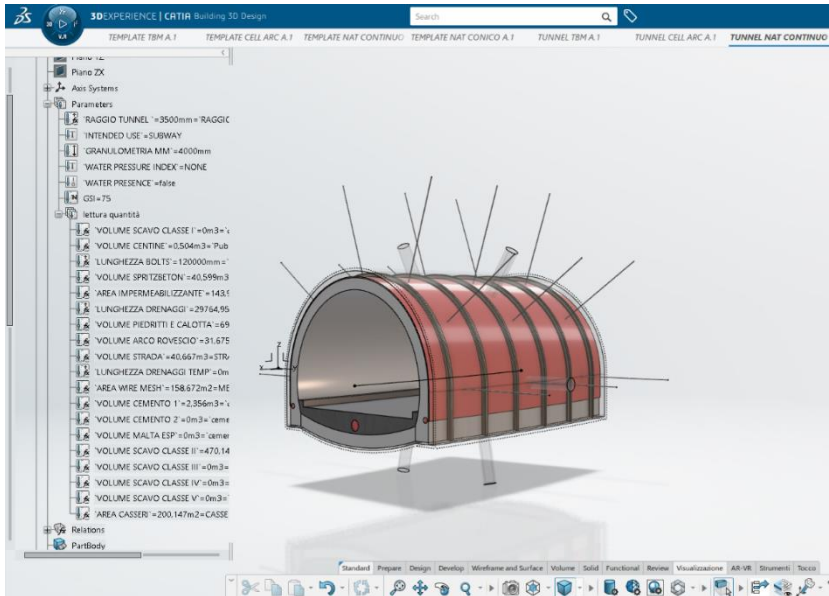 3DEXPERIENCE | CATIA Building 3D Design
Search
V.R
TEMPLATE TBM A.1 TEMPLATE CELL ARC A.1 TEMPLATE NAT CONTINUO TEMPLATE NAT CONICO A.1 TUNNEL TBM A.1 TUNNEL CELL ARC A.1 TUNNEL NAT CONTINUO
Piano YZ
Piano ZX
Axis Systems
Parameters
`RAGGIO TUNNEL `=3500mm=`RAGGIO
`INTENDED USE`=SUBWAY
`GRANULOMETRIA MM`=4000mm
`WATER PRESSURE INDEX`=NONE
`WATER PRESENCE`=false
GSI=75
lettura quantità
`VOLUME SCAVO CLASSE I`=0m3=`
`VOLUME CENTINE`=0,504m3=`Pub
`LUNGHEZZA BOLTS`=120000mm=`
`VOLUME SPRITZBETON`=40,599m3
`AREA IMPERMEABILIZZANTE`=143,9
`LUNGHEZZA DRENAGGI`=29764,95
`VOLUME PIEDRITTI E CALOTTA`=69
`VOLUME ARCO ROVESCIO`=31,675
`VOLUME STRADA`=40,667m3=STR
`LUNGHEZZA DRENAGGI TEMP`=0m
`AREA WIRE MESH`=158,672m2=ME
`VOLUME CEMENTO 1`=2,356m3=`
`VOLUME CEMENTO 2`=0m3=`ceme
`VOLUME MALTA ESP`=0m3=`cemer
`VOLUME SCAVO CLASSE II`=470,14
`VOLUME SCAVO CLASSE III`=0m3=
`VOLUME SCAVO CLASSE IV`=0m3=
`VOLUME SCAVO CLASSE V`=0m3=
`AREA CASSERI`=200,147m2=CASSE
Relations
PartBody
Standard Prepare Design Develop Wireframe and Surface Volume Solid Functional Review Visualizzazione AR-VR Strumenti Tocco